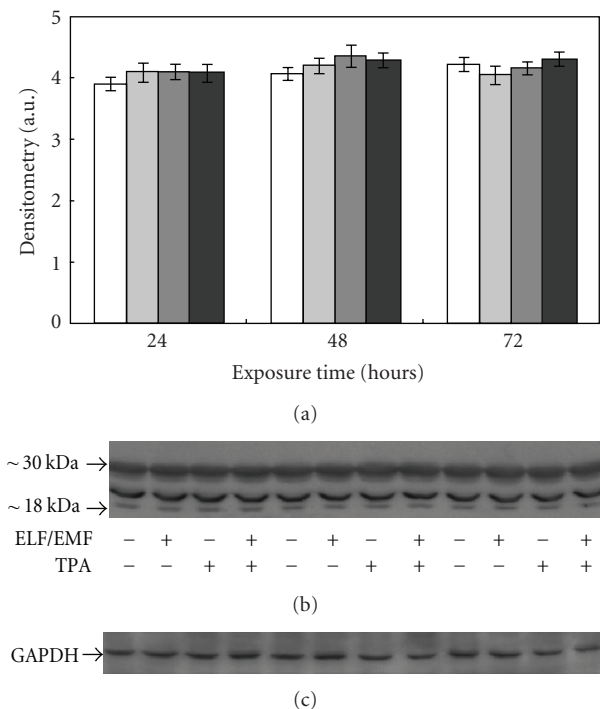 5
4
3
2
1
0
Densitometry (a.u.)
24 48 72
Exposure time (hours)
(a)
~ 30 kDa →
~ 18 kDa →
ELF/EMF − + − + − + − + − + − +
TPA − − + + − − + + − − + +
(b)
GAPDH →
(c)